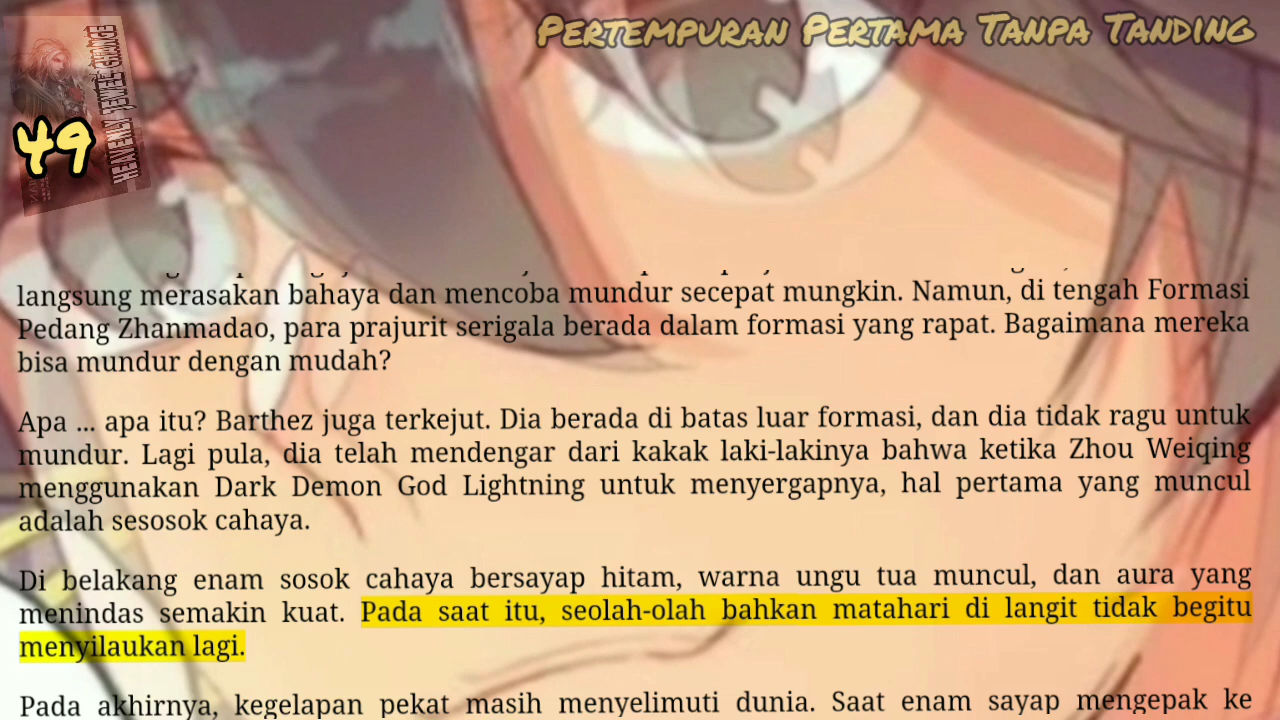 PERTEMPURAN PERTAMA TANPA TANDING
HEAVENLY JEWEL CHANGE
49
langsung merasakan bahaya dan mencoba mundur secepat mungkin. Namun, di tengah Formasi
Pedang Zhanmadao, para prajurit serigala berada dalam formasi yang rapat. Bagaimana mereka
bisa mundur dengan mudah?
Apa ... apa itu? Barthez juga terkejut. Dia berada di batas luar formasi, dan dia tidak ragu untuk
mundur. Lagi pula, dia telah mendengar dari kakak laki-lakinya bahwa ketika Zhou Weiqing
menggunakan Dark Demon God Lightning untuk menyergapnya, hal pertama yang muncul
adalah sesosok cahaya.
Di belakang enam sosok cahaya bersayap hitam, warna ungu tua muncul, dan aura yang
menindas semakin kuat. Pada saat itu, seolah-olah bahkan matahari di langit tidak begitu
menyilaukan lagi.
Pada akhirnya, kegelapan pekat masih menyelimuti dunia. Saat enam sayap mengepak ke